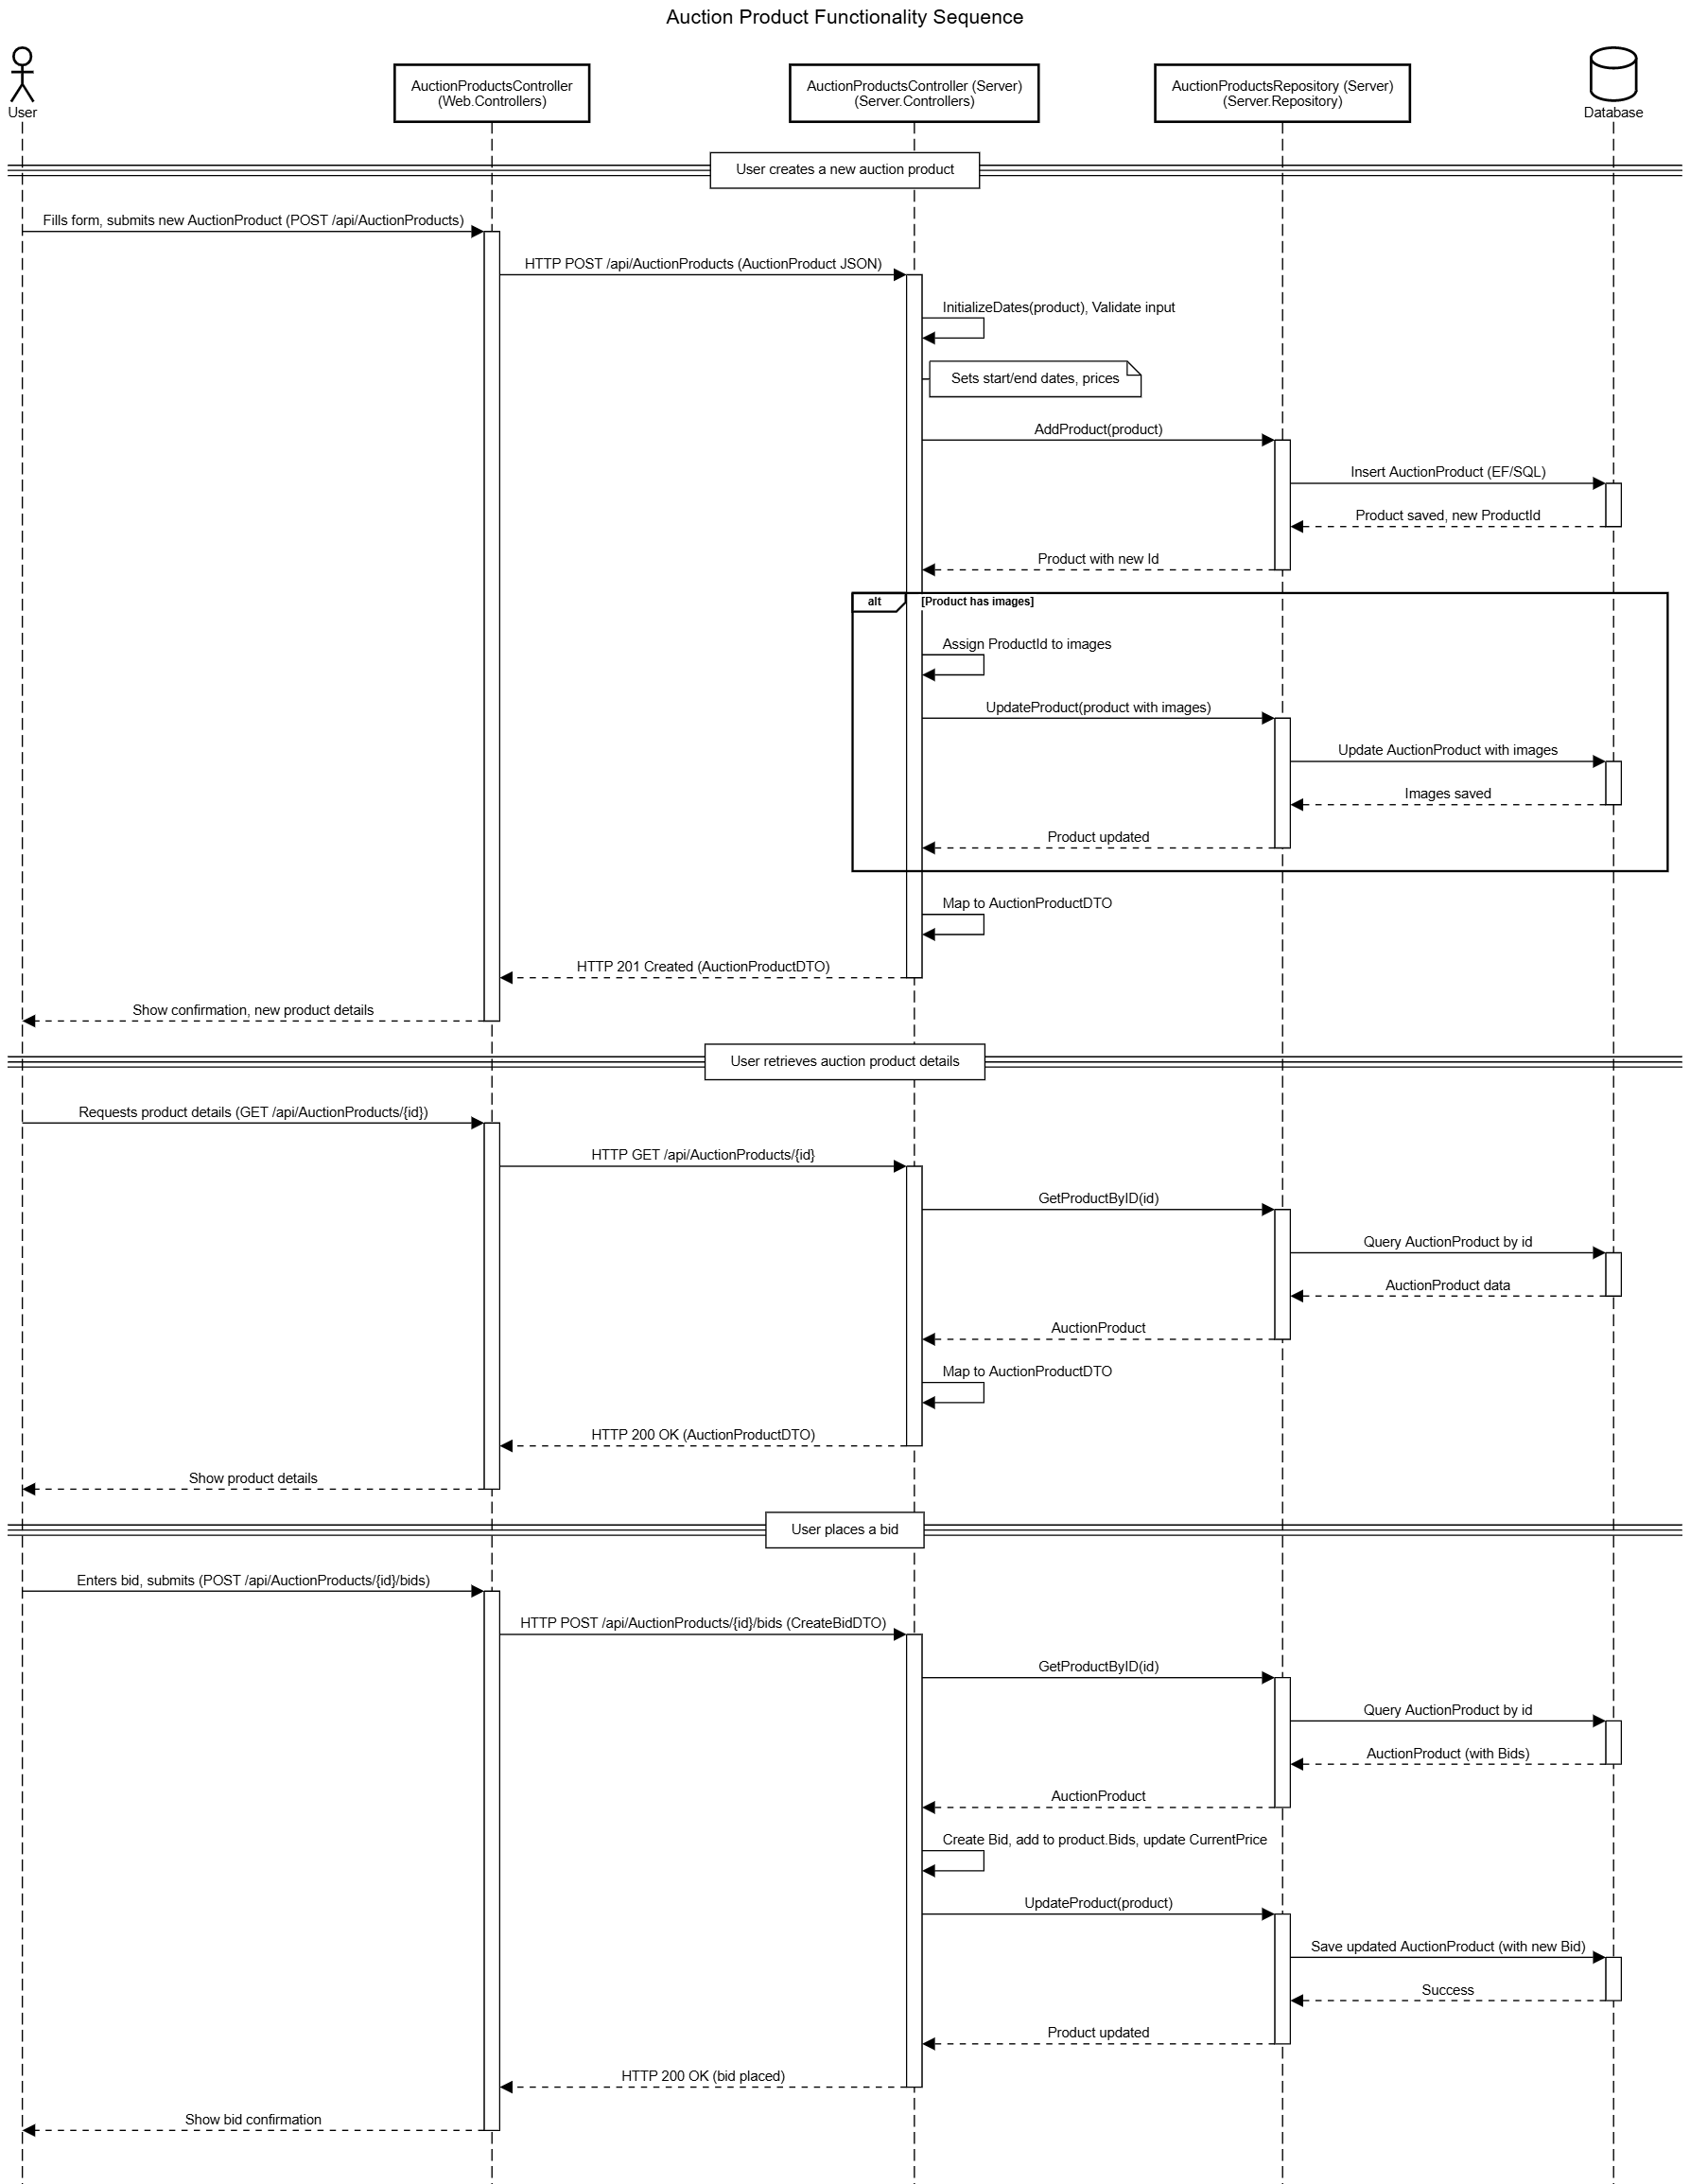 Auction Product Functionality Sequence
User
AuctionProductsController
(Web.Controllers)
AuctionProductsController (Server)
(Server.Controllers)
AuctionProductsRepository (Server)
(Server.Repository)
Database
User creates a new auction product
Fills form, submits new AuctionProduct (POST /api/AuctionProducts)
HTTP POST /api/AuctionProducts (AuctionProduct JSON)
InitializeDates(product), Validate input
Sets start/end dates, prices
AddProduct(product)
Insert AuctionProduct (EF/SQL)
Product saved, new ProductId
Product with new Id
alt
[Product has images]
Assign ProductId to images
UpdateProduct(product with images)
Update AuctionProduct with images
Images saved
Product updated
Map to AuctionProductDTO
HTTP 201 Created (AuctionProductDTO)
Show confirmation, new product details
User retrieves auction product details
Requests product details (GET /api/AuctionProducts/{id})
HTTP GET /api/AuctionProducts/{id}
GetProductByID(id)
Query AuctionProduct by id
AuctionProduct data
AuctionProduct
Map to AuctionProductDTO
HTTP 200 OK (AuctionProductDTO)
Show product details
User places a bid
Enters bid, submits (POST /api/AuctionProducts/{id}/bids)
HTTP POST /api/AuctionProducts/{id}/bids (CreateBidDTO)
GetProductByID(id)
Query AuctionProduct by id
AuctionProduct (with Bids)
AuctionProduct
Create Bid, add to product.Bids, update CurrentPrice
UpdateProduct(product)
Save updated AuctionProduct (with new Bid)
Success
Product updated
HTTP 200 OK (bid placed)
Show bid confirmation